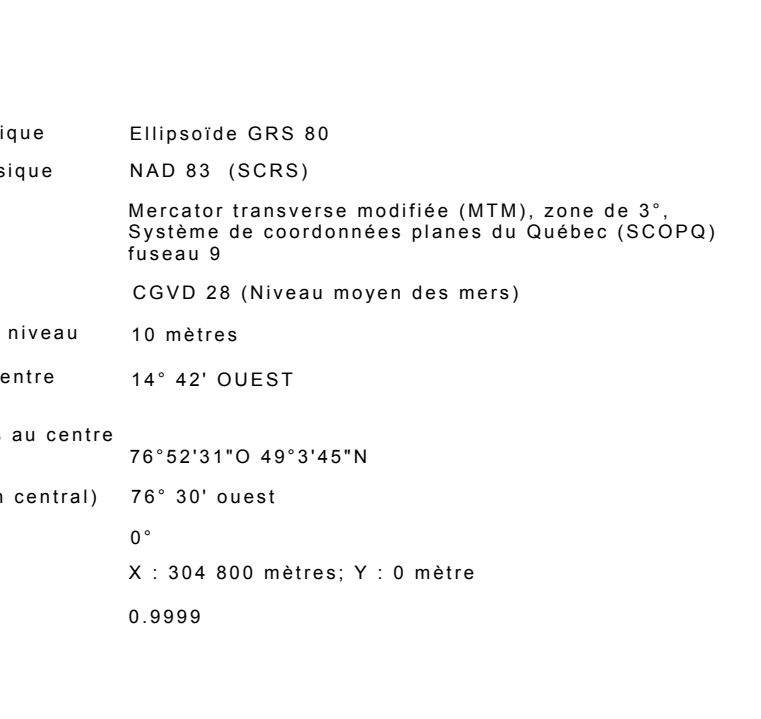 ique Ellipsoïde GRS 80
sique NAD 83 (SCRS)
Mercator transverse modifiée (MTM), zone de 3°,
Système de coordonnées planes du Québec (SCOPQ)
fuseau 9
CGVD 28 (Niveau moyen des mers)
niveau 10 mètres
entre 14° 42' OUEST
s au centre
76°52'31"O 49°3'45"N
n central) 76° 30' ouest
0°
X : 304 800 mètres; Y : 0 mètre
0.9999